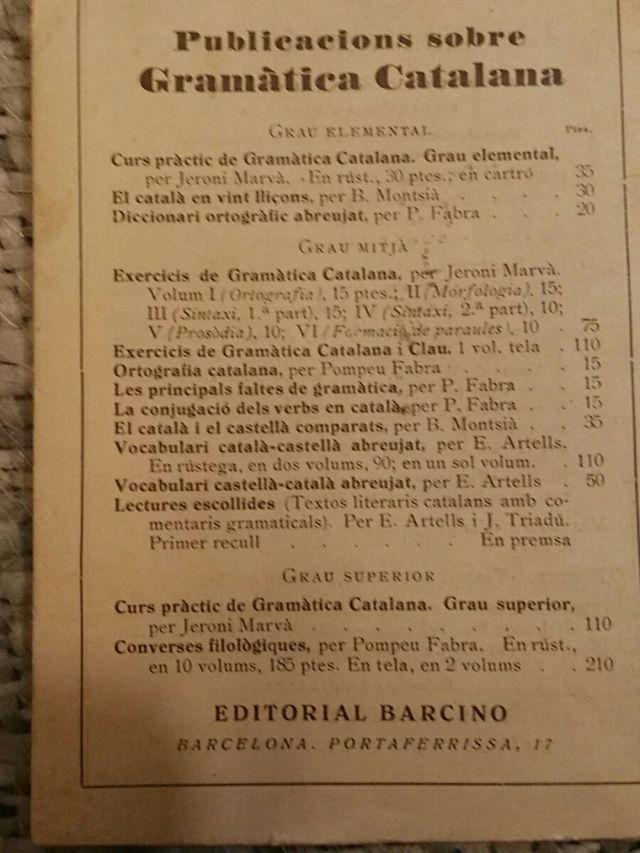 Publicacions sobre
Gramàtica Catalana
GRAU ELEMENTAL Ptes.
Curs pràctic de Gramàtica Catalana. Grau elemental,
per Jeroni Marvà. - En rúst., 30 ptes.; en cartró 35
El català en vint lliçons, per B. Montsià . . . . 30
Diccionari ortogràfic abreujat, per P. Fabra . . . 20
GRAU MITJÀ
Exercicis de Gramàtica Catalana, per Jeroni Marvà.
Volum I (Ortografia), 15 ptes.; II (Morfologia), 15;
III (Sintaxi, 1.ª part), 15; IV (Sintaxi, 2.ª part), 10;
V (Prosòdia), 10; VI (Formació de paraules), 10 . 75
Exercicis de Gramàtica Catalana i Clau. 1 vol. tela . 110
Ortografia catalana, per Pompeu Fabra . . . . 15
Les principals faltes de gramàtica, per P. Fabra . . 15
La conjugació dels verbs en català, per P. Fabra . . 15
El català i el castellà comparats, per B. Montsià . . 35
Vocabulari català-castellà abreujat, per E. Artells.
En rústega, en dos volums, 90; en un sol volum. . 110
Vocabulari castellà-català abreujat, per E. Artells . 50
Lectures escollides (Textos literaris catalans amb co-
mentaris gramaticals). Per E. Artells i J. Triadú.
Primer recull . . . . . . En premsa
GRAU SUPERIOR
Curs pràctic de Gramàtica Catalana. Grau superior,
per Jeroni Marvà . . . . . . . . 110
Converses filològiques, per Pompeu Fabra. En rúst.,
en 10 volums, 185 ptes. En tela, en 2 volums . . 210
EDITORIAL BARCINO
BARCELONA. PORTAFERRISSA, 17